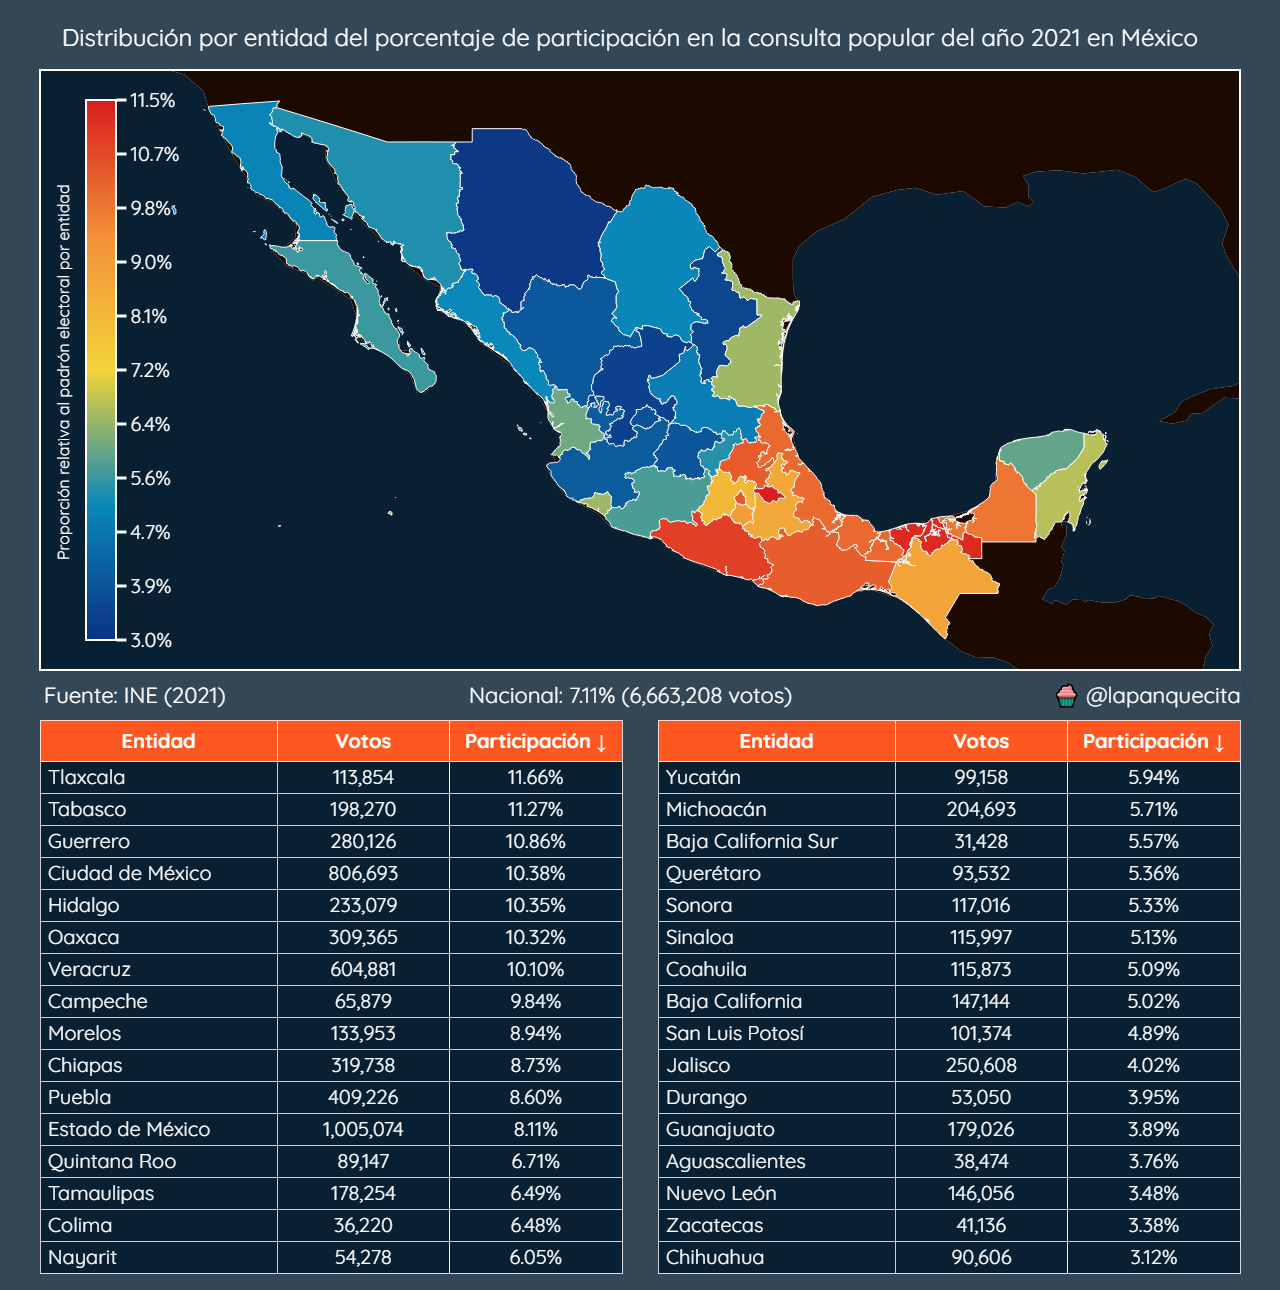 Distribución por entidad del porcentaje de participación en la consulta popular del año 2021 en México
Proporción relativa al padrón electoral por entidad
11.5%
10.7%
9.8%
9.0%
8.1%
7.2%
6.4%
5.6%
4.7%
3.9%
3.0%
Fuente: INE (2021) Nacional: 7.11% (6,663,208 votos) @lapanquecita
Entidad Votos Participación ↓ Entidad Votos Participación ↓
Tlaxcala 113,854 11.66% Yucatán 99,158 5.94%
Tabasco 198,270 11.27% Michoacán 204,693 5.71%
Guerrero 280,126 10.86% Baja California Sur 31,428 5.57%
Ciudad de México 806,693 10.38% Querétaro 93,532 5.36%
Hidalgo 233,079 10.35% Sonora 117,016 5.33%
Oaxaca 309,365 10.32% Sinaloa 115,997 5.13%
Veracruz 604,881 10.10% Coahuila 115,873 5.09%
Campeche 65,879 9.84% Baja California 147,144 5.02%
Morelos 133,953 8.94% San Luis Potosí 101,374 4.89%
Chiapas 319,738 8.73% Jalisco 250,608 4.02%
Puebla 409,226 8.60% Durango 53,050 3.95%
Estado de México 1,005,074 8.11% Guanajuato 179,026 3.89%
Quintana Roo 89,147 6.71% Aguascalientes 38,474 3.76%
Tamaulipas 178,254 6.49% Nuevo León 146,056 3.48%
Colima 36,220 6.48% Zacatecas 41,136 3.38%
Nayarit 54,278 6.05% Chihuahua 90,606 3.12%